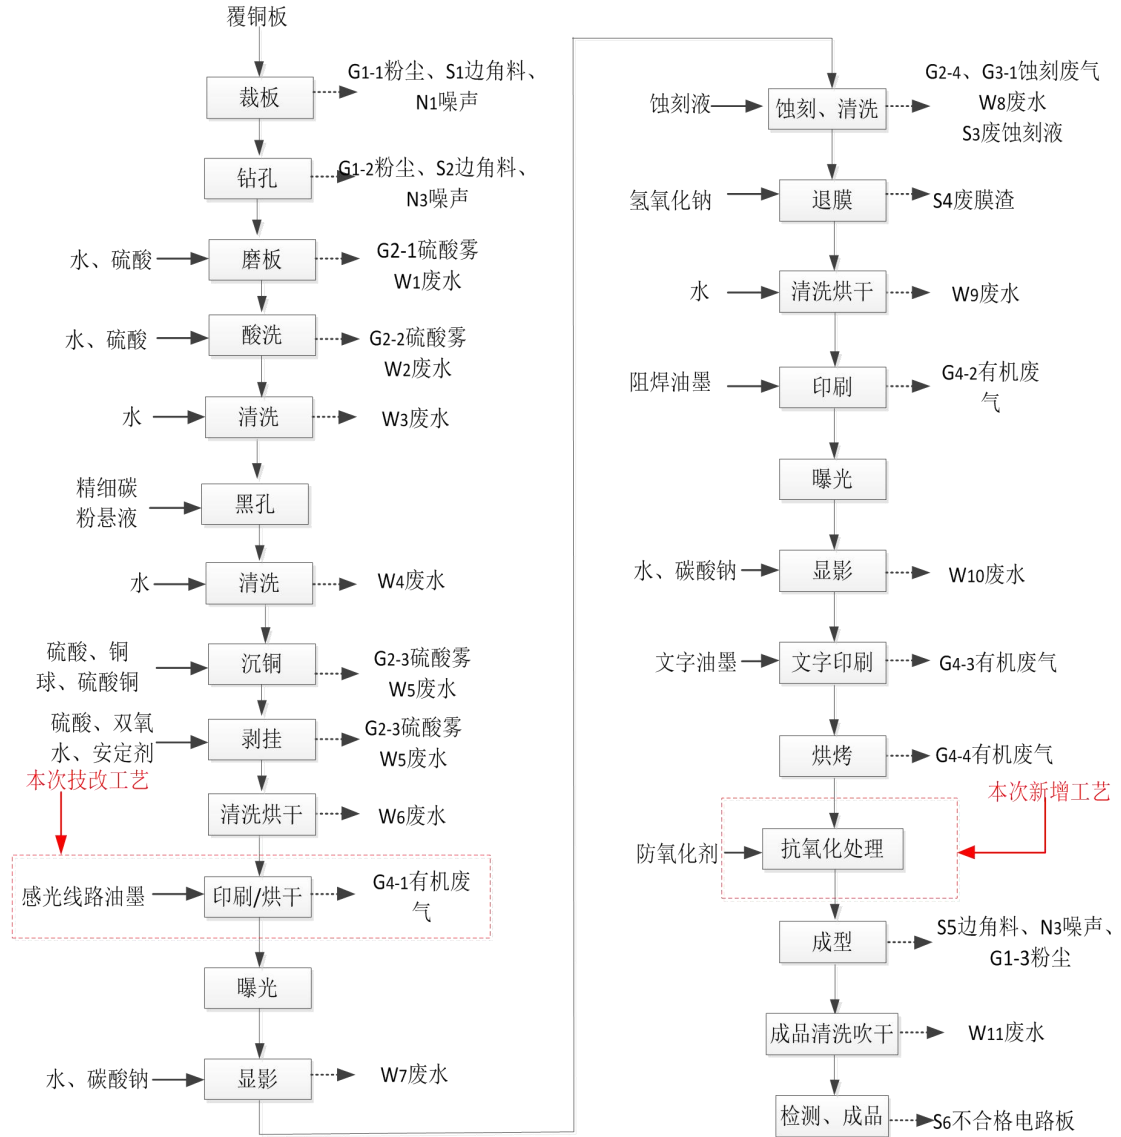 覆铜板
裁板
G1-1粉尘、S1边角料、
N1噪声
钻孔
G1-2粉尘、S2边角料、
N3噪声
水、硫酸
磨板
G2-1硫酸雾
W1废水
水、硫酸
酸洗
G2-2硫酸雾
W2废水
水
清洗
W3废水
精细碳
粉悬液
黑孔
水
清洗
W4废水
硫酸、铜
球、硫酸铜
沉铜
G2-3硫酸雾
W5废水
硫酸、双氧
水、安定剂
剥挂
G2-3硫酸雾
W5废水
本次技改工艺
清洗烘干
W6废水
感光线路油墨
印刷/烘干
G4-1有机废
气
曝光
水、碳酸钠
显影
W7废水
蚀刻液
蚀刻、清洗
G2-4、G3-1蚀刻废气
W8废水
S3废蚀刻液
氢氧化钠
退膜
S4废膜渣
水
清洗烘干
W9废水
阻焊油墨
印刷
G4-2有机废
气
曝光
水、碳酸钠
显影
W10废水
文字油墨
文字印刷
G4-3有机废气
烘烤
G4-4有机废气
本次新增工艺
防氧化剂
抗氧化处理
成型
S5边角料、N3噪声、
G1-3粉尘
成品清洗吹干
W11废水
检测、成品
S6不合格电路板